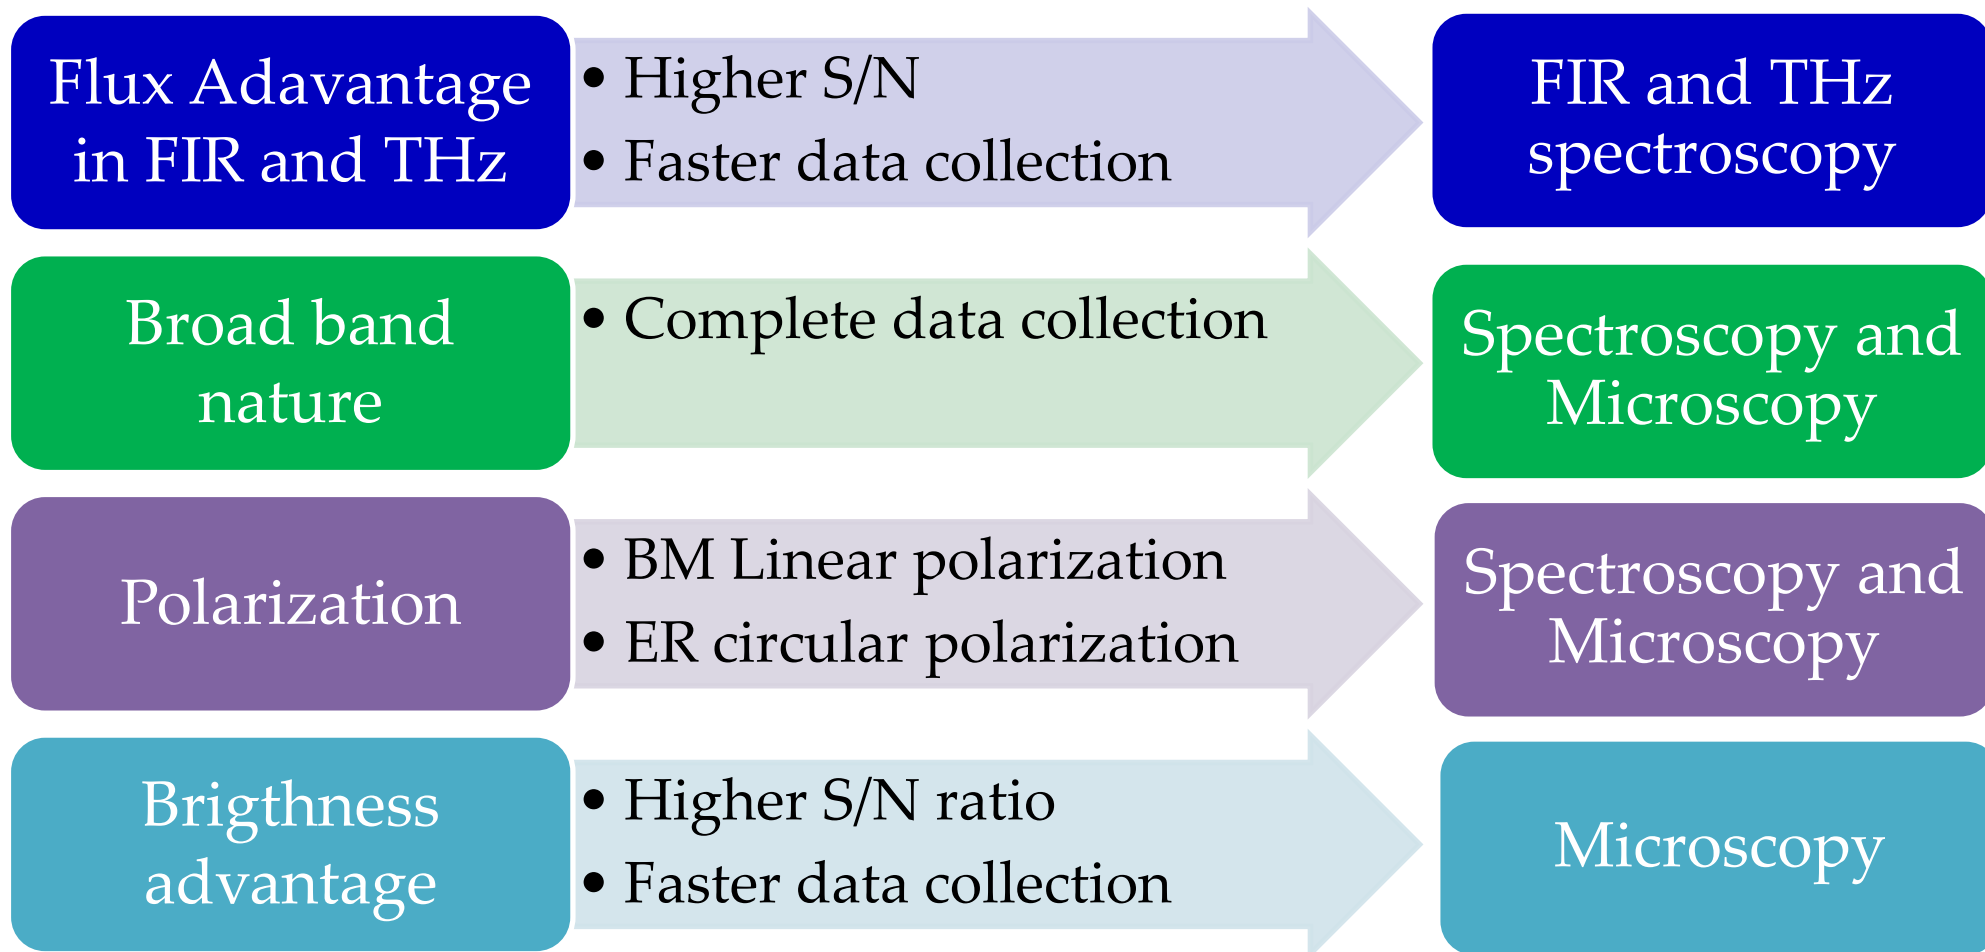 Flux Adavantage
in FIR and THz
• Higher S/N
• Faster data collection
FIR and THz
spectroscopy
Broad band
nature
• Complete data collection
Spectroscopy and
Microscopy
Polarization
• BM Linear polarization
• ER circular polarization
Spectroscopy and
Microscopy
Brigthness
advantage
• Higher S/N ratio
• Faster data collection
Microscopy